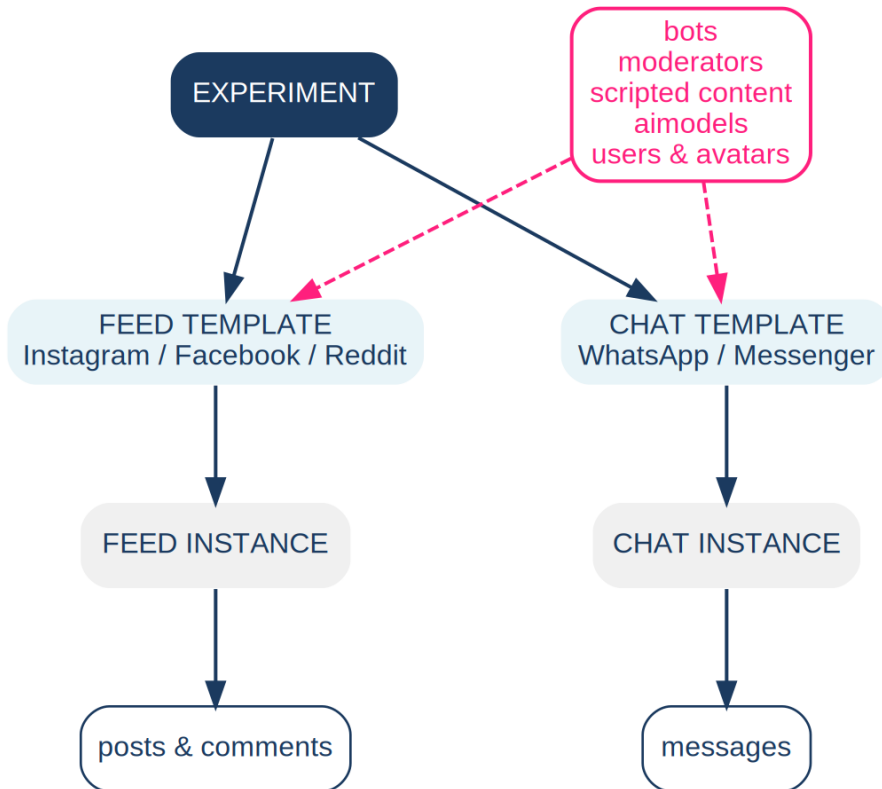 bots
moderators
scripted content
aimodels
users & avatars
EXPERIMENT
FEED TEMPLATE
Instagram / Facebook / Reddit
CHAT TEMPLATE
WhatsApp / Messenger
FEED INSTANCE
CHAT INSTANCE
posts & comments
messages